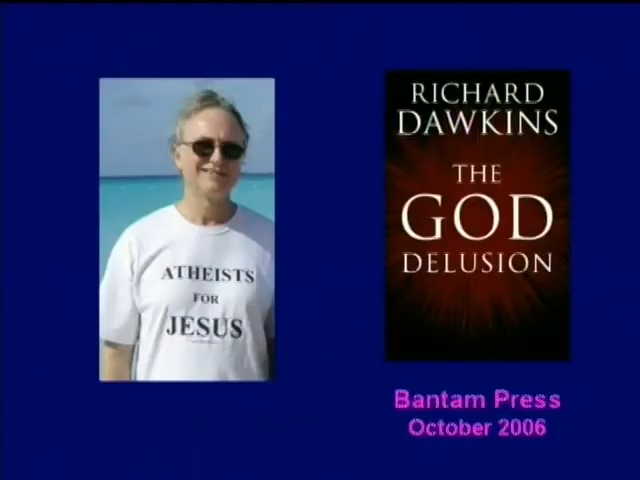 ATHEISTS
FOR
JESUS
RICHARD
DAWKINS
THE
GOD
DELUSION
Bantam Press
October 2006